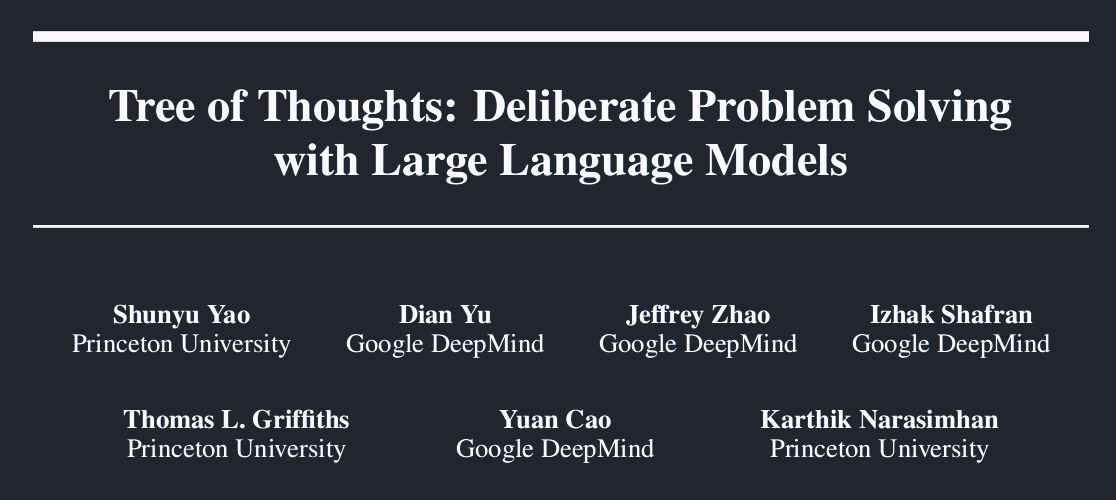 Tree of Thoughts: Deliberate Problem Solving
with Large Language Models
Shunyu Yao Dian Yu Jeffrey Zhao Izhak Shafran
Princeton University Google DeepMind Google DeepMind Google DeepMind
Thomas L. Griffiths Yuan Cao Karthik Narasimhan
Princeton University Google DeepMind Princeton University